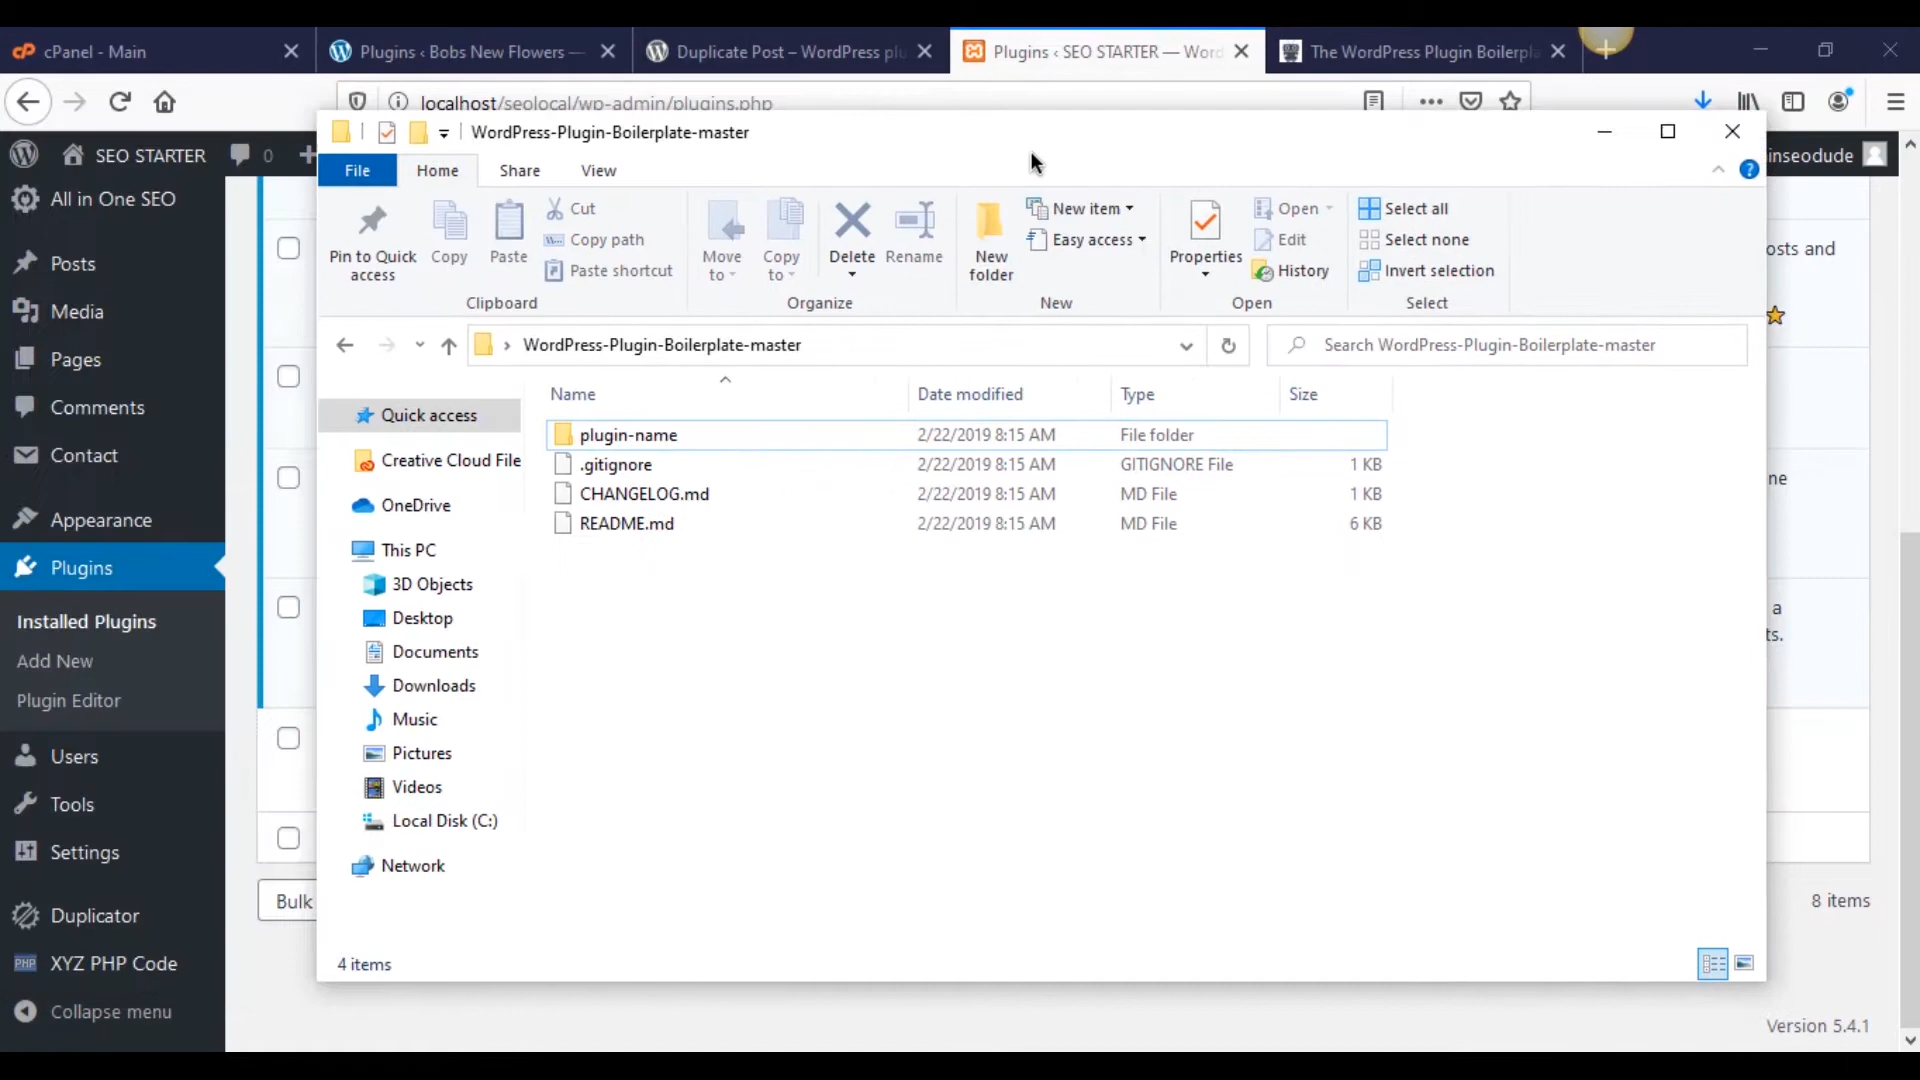 cPanel - Main
Plugins ‹ Bobs New Flowers —
Duplicate Post – WordPress plu
Plugins ‹ SEO STARTER — Word
The WordPress Plugin Boilerpla
localhost/seolocal/wp-admin/plugins.php
WordPress-Plugin-Boilerplate-master
SEO STARTER
0
inseodude
File
Home
Share
View
Pin to Quick access
Copy
Paste
Cut
Copy path
Paste shortcut
Clipboard
Move to
Copy to
Delete
Rename
Organize
New folder
New item
Easy access
New
Properties
Open
Edit
History
Open
Select all
Select none
Invert selection
Select
WordPress-Plugin-Boilerplate-master
Search WordPress-Plugin-Boilerplate-master
Name
Date modified
Type
Size
plugin-name 2/22/2019 8:15 AM File folder
.gitignore 2/22/2019 8:15 AM GITIGNORE File 1 KB
CHANGELOG.md 2/22/2019 8:15 AM MD File 1 KB
README.md 2/22/2019 8:15 AM MD File 6 KB
Quick access
Creative Cloud File
OneDrive
This PC
3D Objects
Desktop
Documents
Downloads
Music
Pictures
Videos
Local Disk (C:)
Network
4 items
All in One SEO
Posts
Media
Pages
Comments
Contact
Appearance
Plugins
Installed Plugins
Add New
Plugin Editor
Users
Tools
Settings
Duplicator
PHP
XYZ PHP Code
Collapse menu
osts and
ne
a
ts.
Bulk
8 items
Version 5.4.1